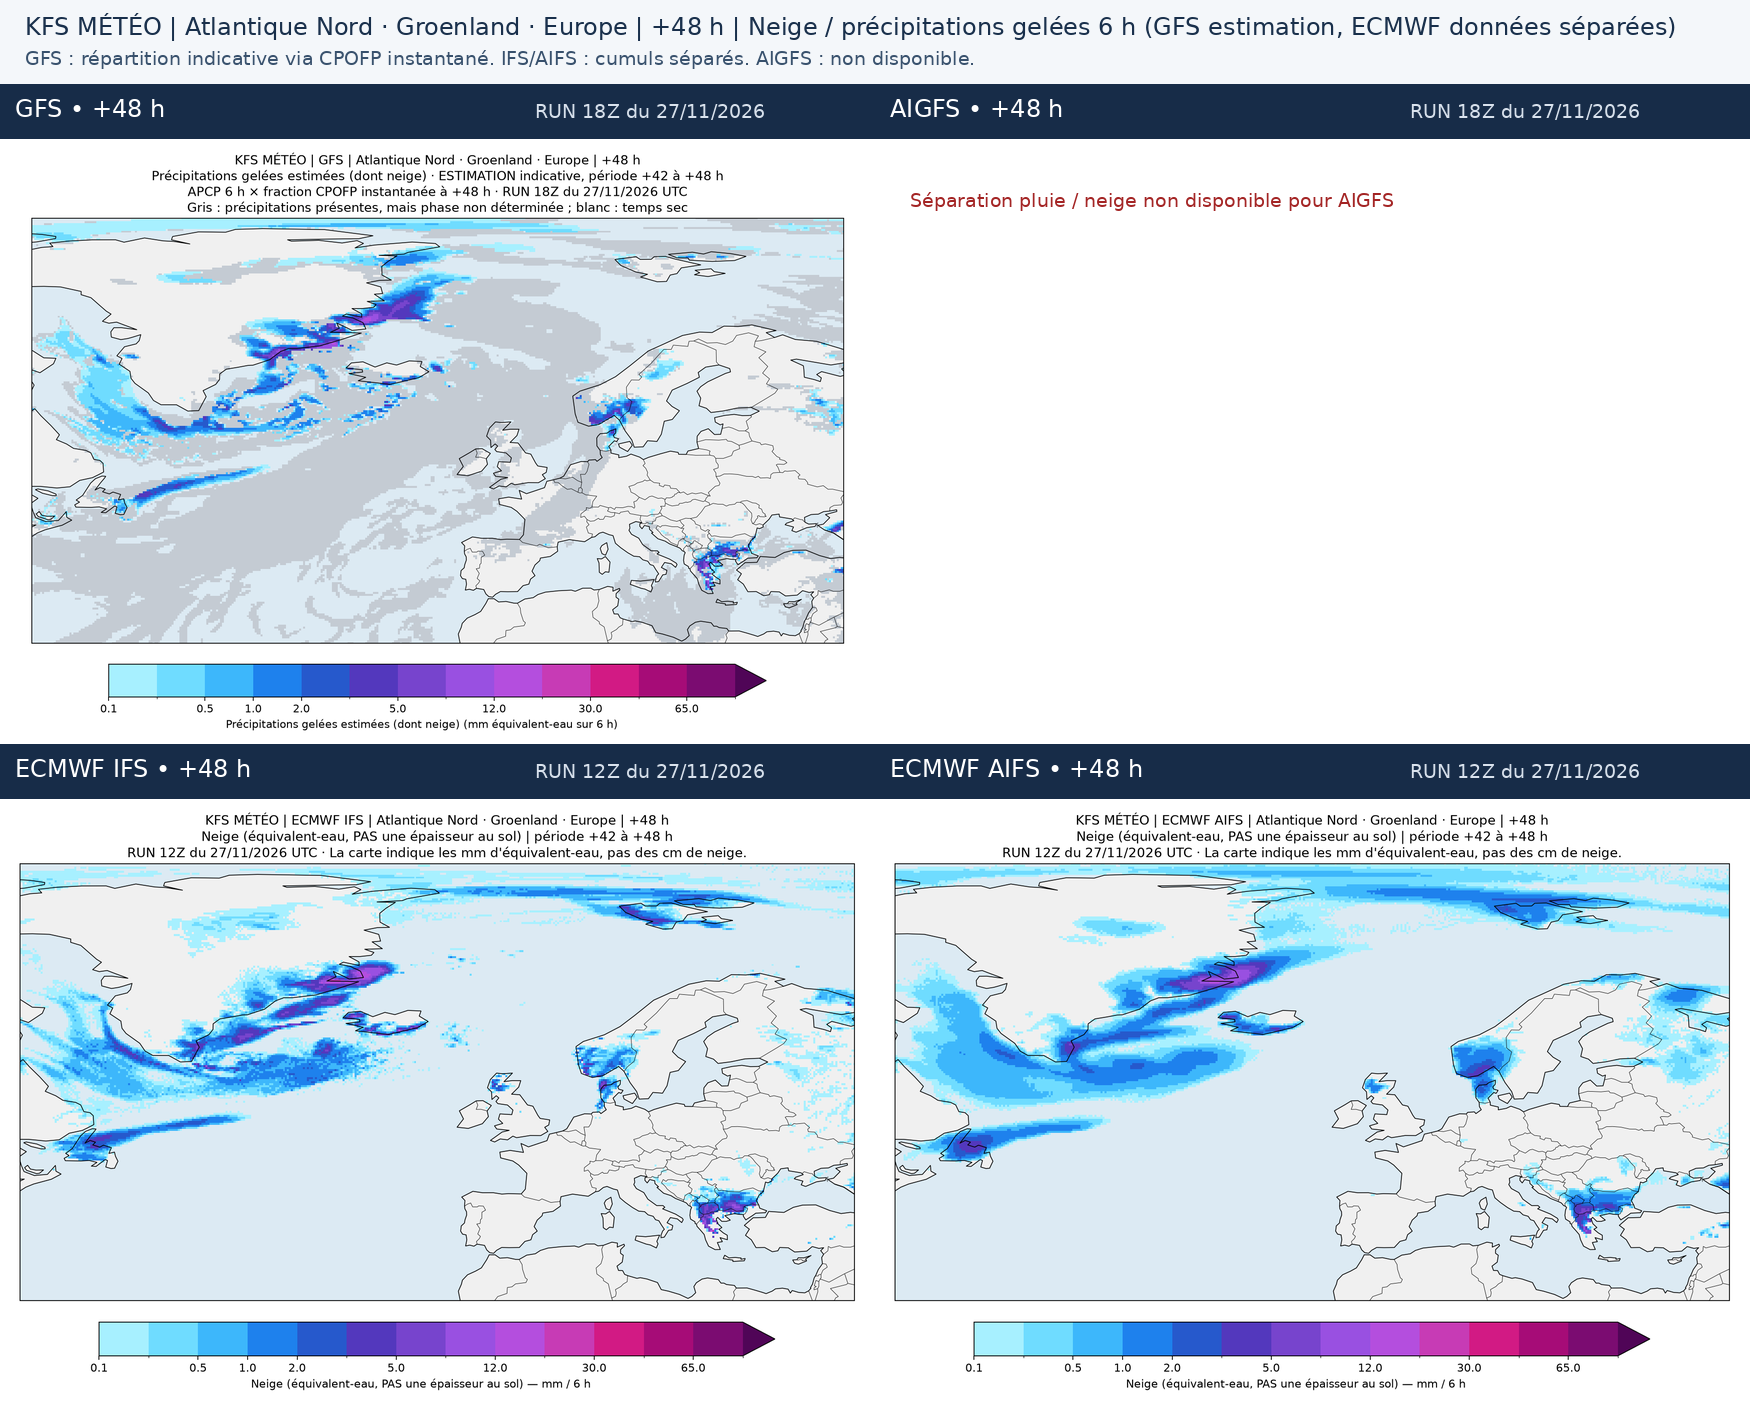 KFS MÉTÉO | Atlantique Nord · Groenland · Europe | +48 h | Neige / précipitations gelées 6 h (GFS estimation, ECMWF données séparées)
GFS : répartition indicative via CPOFP instantané. IFS/AIFS : cumuls séparés. AIGFS : non disponible.
GFS • +48 h
RUN 18Z du 27/11/2026
AIGFS • +48 h
RUN 18Z du 27/11/2026
KFS MÉTÉO | GFS | Atlantique Nord · Groenland · Europe | +48 h
Précipitations gelées estimées (dont neige) · ESTIMATION indicative, période +42 à +48 h
APCP 6 h × fraction CPOFP instantanée à +48 h · RUN 18Z du 27/11/2026 UTC
Gris : précipitations présentes, mais phase non déterminée ; blanc : temps sec
Séparation pluie / neige non disponible pour AIGFS
0.1 0.5 1.0 2.0 5.0 12.0 30.0 65.0
Précipitations gelées estimées (dont neige) (mm équivalent-eau sur 6 h)
ECMWF IFS • +48 h
RUN 12Z du 27/11/2026
ECMWF AIFS • +48 h
RUN 12Z du 27/11/2026
KFS MÉTÉO | ECMWF IFS | Atlantique Nord · Groenland · Europe | +48 h
Neige (équivalent-eau, PAS une épaisseur au sol) | période +42 à +48 h
RUN 12Z du 27/11/2026 UTC · La carte indique les mm d'équivalent-eau, pas des cm de neige.
KFS MÉTÉO | ECMWF AIFS | Atlantique Nord · Groenland · Europe | +48 h
Neige (équivalent-eau, PAS une épaisseur au sol) | période +42 à +48 h
RUN 12Z du 27/11/2026 UTC · La carte indique les mm d'équivalent-eau, pas des cm de neige.
0.1 0.5 1.0 2.0 5.0 12.0 30.0 65.0
Neige (équivalent-eau, PAS une épaisseur au sol) — mm / 6 h
0.1 0.5 1.0 2.0 5.0 12.0 30.0 65.0
Neige (équivalent-eau, PAS une épaisseur au sol) — mm / 6 h